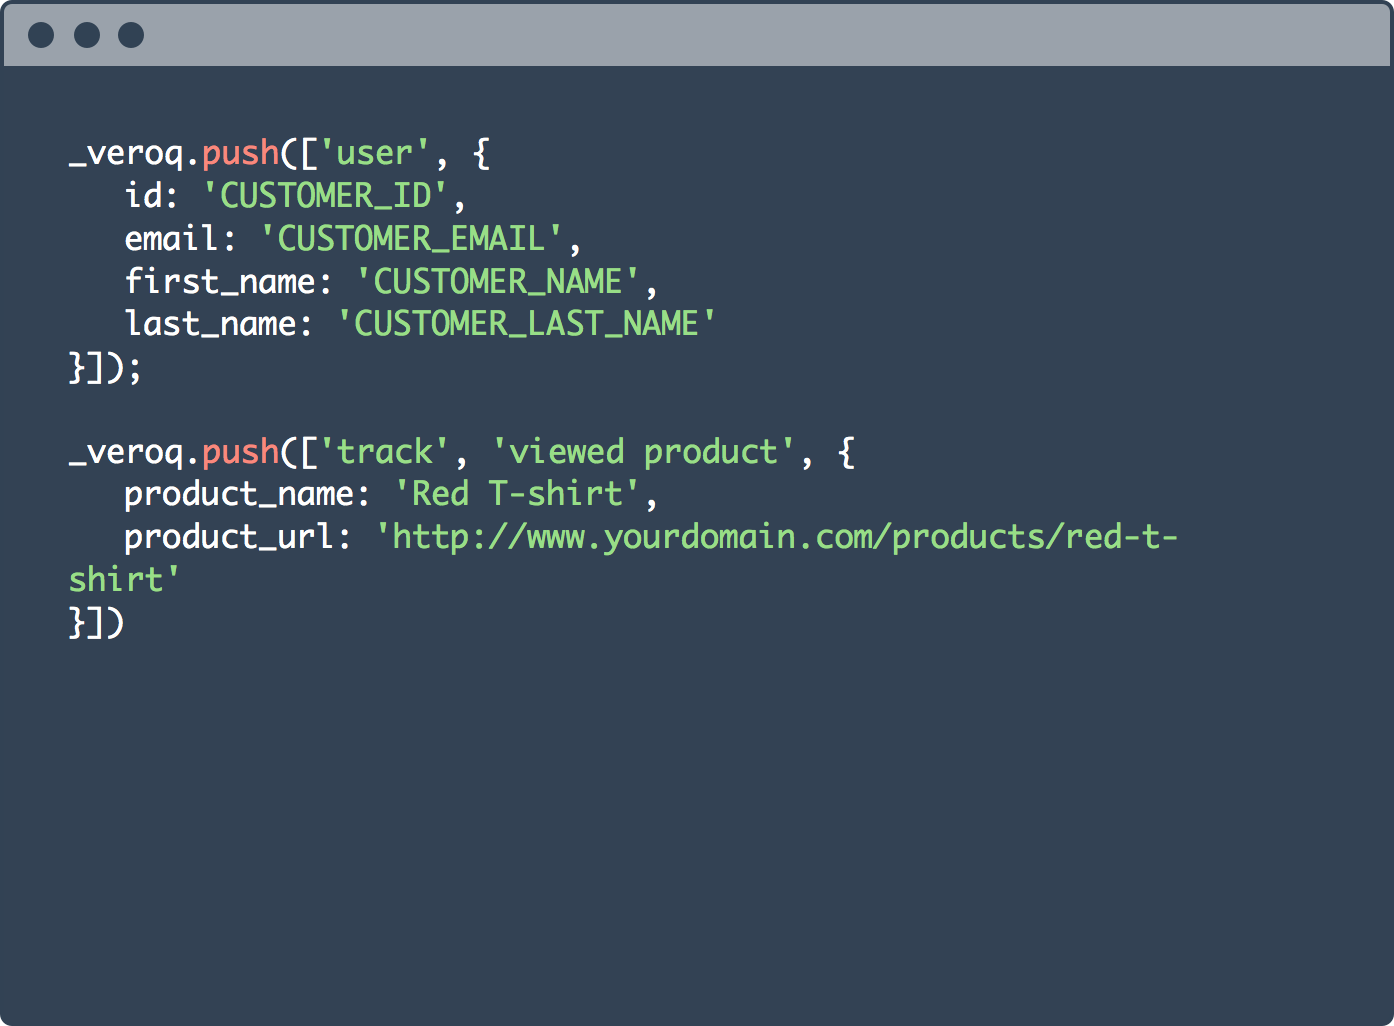 _veroq.push(['user', {
   id: 'CUSTOMER_ID',
   email: 'CUSTOMER_EMAIL',
   first_name: 'CUSTOMER_NAME',
   last_name: 'CUSTOMER_LAST_NAME'
}]);

_veroq.push(['track', 'viewed product', {
   product_name: 'Red T-shirt',
   product_url: 'http://www.yourdomain.com/products/red-t-
shirt'
}])